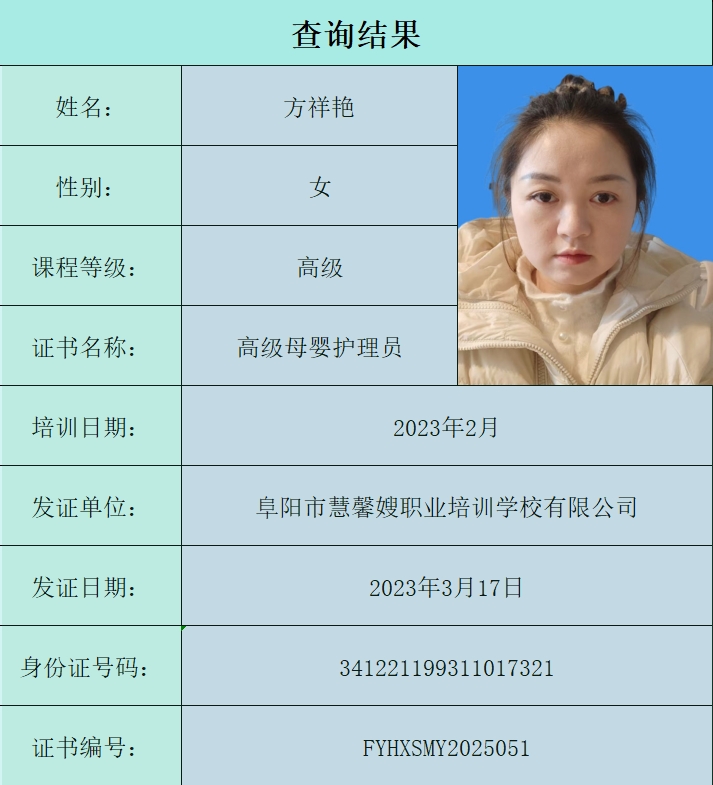 查询结果
姓名： 方祥艳
性别： 女
课程等级： 高级
证书名称： 高级母婴护理员
培训日期： 2023年2月
发证单位： 阜阳市慧馨嫂职业培训学校有限公司
发证日期： 2023年3月17日
身份证号码： 341221199311017321
证书编号： FYHXSMY2025051